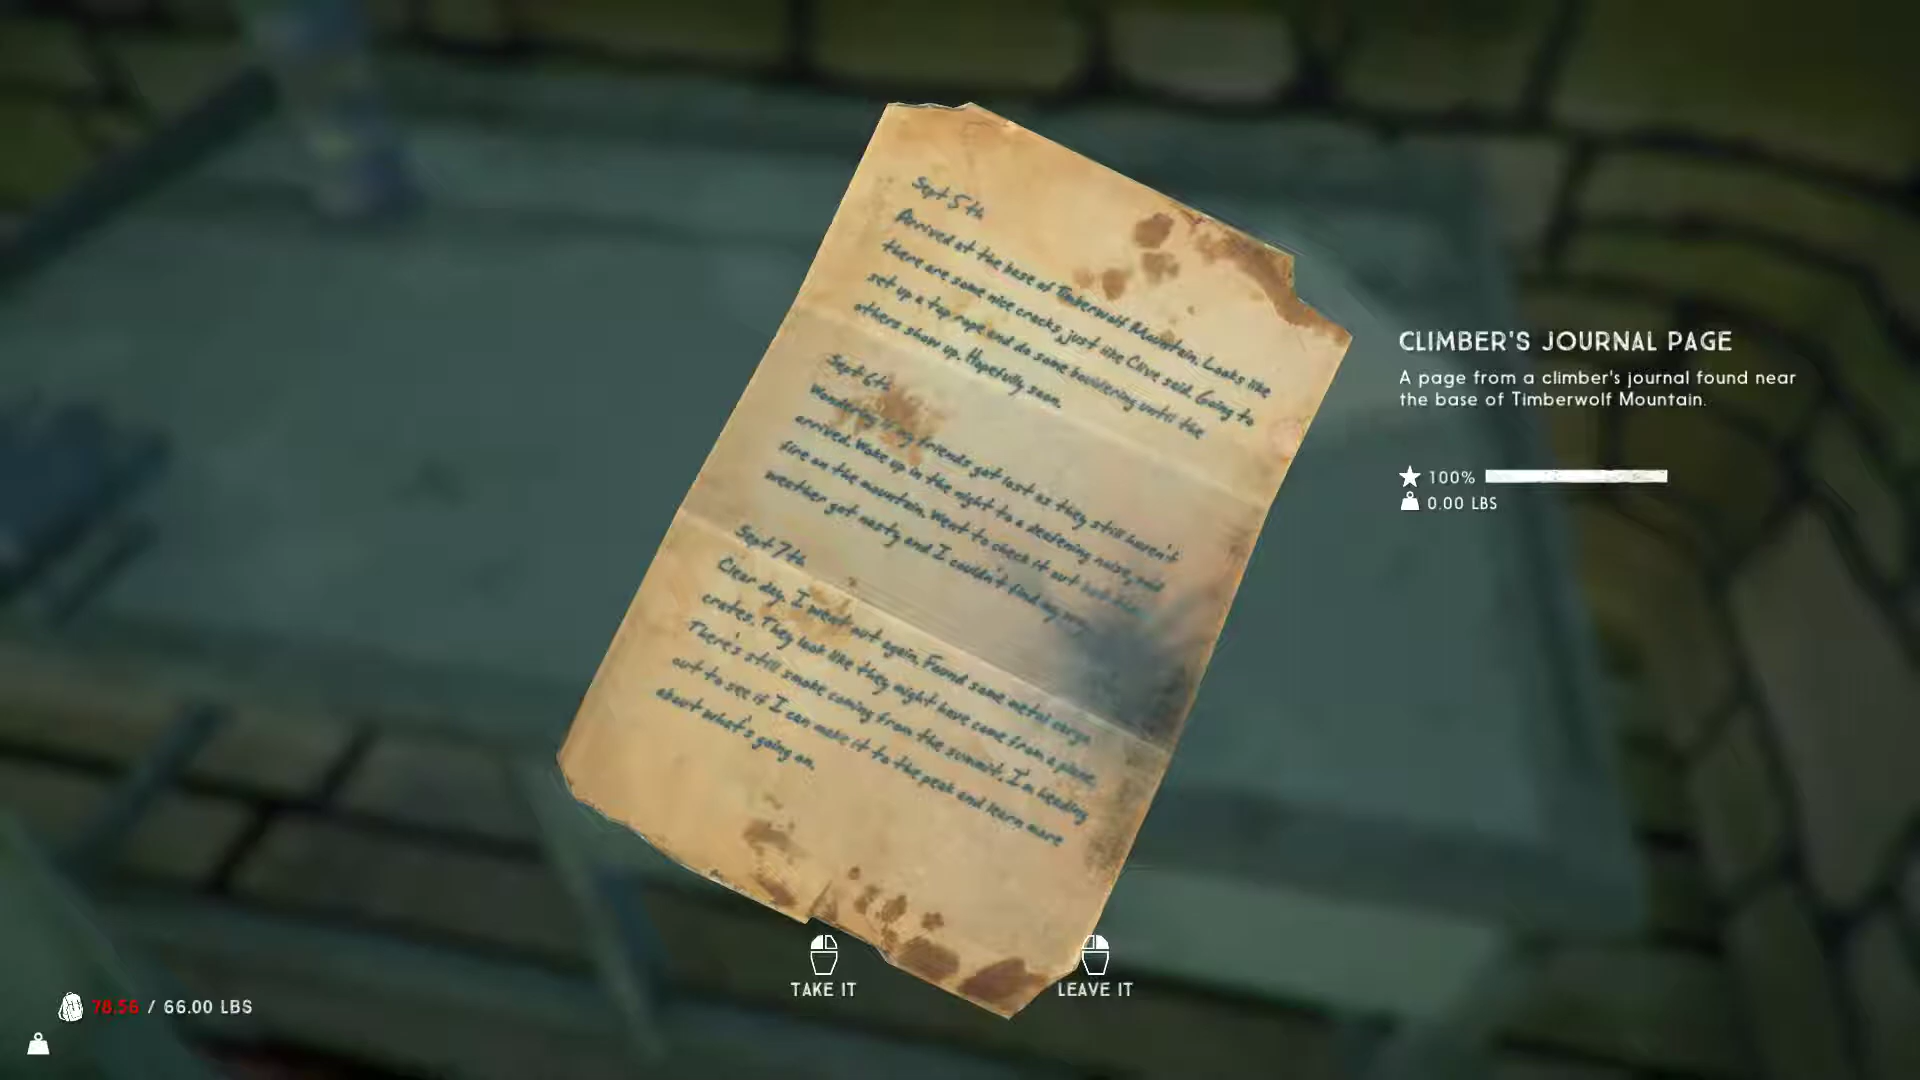 Sept 5th
Arrived at the base of Timberwolf Mountain. Looks like
there are some nice cracks, just like Clive said. Going to
set up a top rope and do some bouldering until the
others show up. Hopefully soon.
Sept 6th
Wondering if my friends got lost as they still haven't
arrived. Woke up in the night to a deafening noise, and
fire on the mountain. Went to check it out but the
weather got nasty and I couldn't find my way
Sept 7th
Clear day. I went out again. Found some metal cargo
crates. They look like they might have come from a plane.
There's still smoke coming from the summit. I'm heading
out to see if I can make it to the peak and learn more
about what's going on.
CLIMBER'S JOURNAL PAGE
A page from a climber's journal found near
the base of Timberwolf Mountain.
100%
0.00 LBS
TAKE IT
LEAVE IT
78.56 / 66.00 LBS